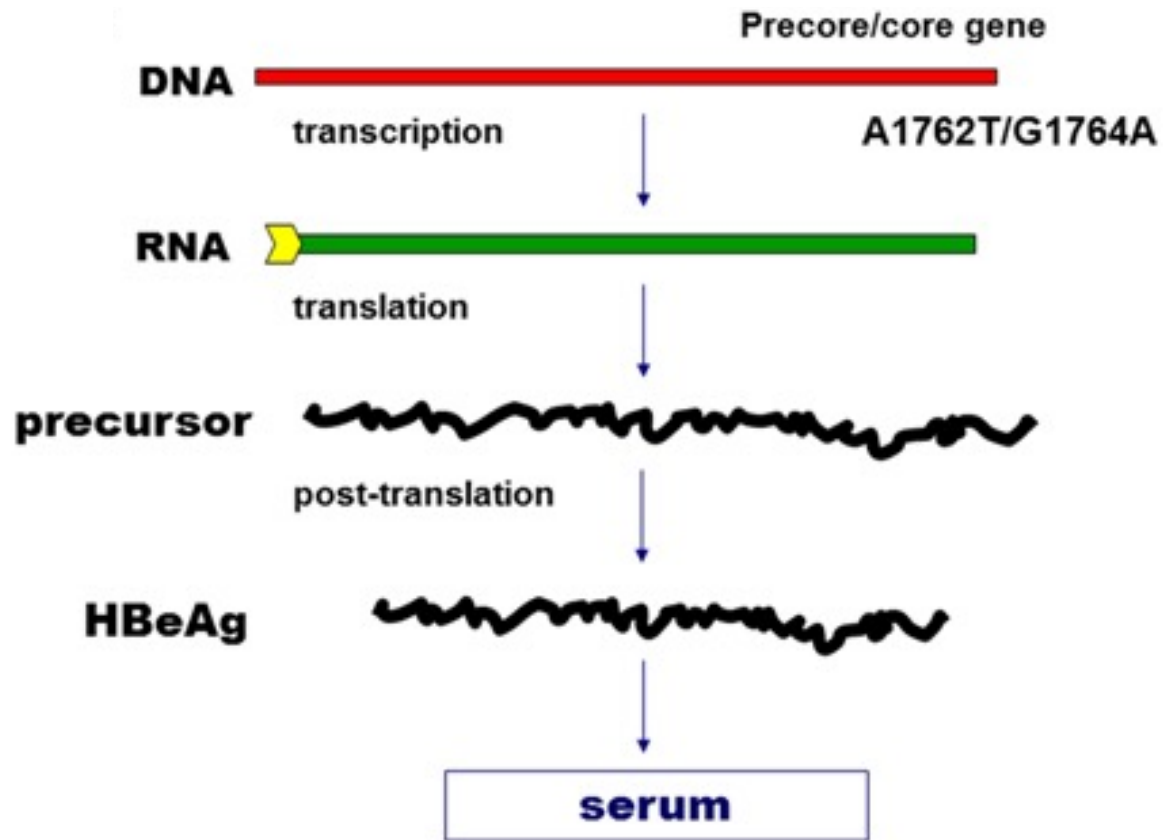 Precore/core gene
DNA
transcription
A1762T/G1764A
RNA
translation
precursor
post-translation
HBeAg
serum